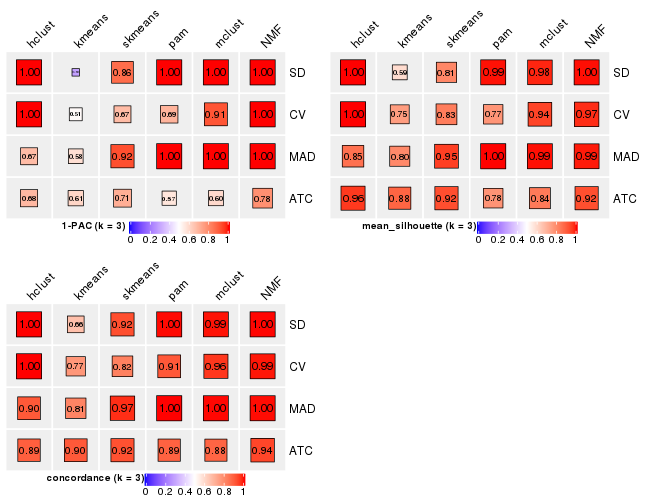 hclust kmeans skmeans pam mclust NMF
1.00 0.86 1.00 1.00 1.00 SD
1.00 0.51 0.67 0.69 0.91 1.00 CV
0.67 0.58 0.92 1.00 1.00 1.00 MAD
0.68 0.61 0.71 0.57 0.60 0.78 ATC
1-PAC (k = 3)
0 0.2 0.4 0.6 0.8 1
hclust kmeans skmeans pam mclust NMF
1.00 0.59 0.81 0.99 0.98 1.00 SD
1.00 0.75 0.83 0.77 0.94 0.97 CV
0.85 0.80 0.95 1.00 0.99 0.99 MAD
0.96 0.88 0.92 0.78 0.84 0.92 ATC
mean_silhouette (k = 3)
0 0.2 0.4 0.6 0.8 1
hclust kmeans skmeans pam mclust NMF
1.00 0.66 0.92 1.00 0.99 1.00 SD
1.00 0.77 0.82 0.91 0.96 0.99 CV
0.90 0.81 0.97 1.00 1.00 1.00 MAD
0.89 0.90 0.92 0.89 0.88 0.94 ATC
concordance (k = 3)
0 0.2 0.4 0.6 0.8 1